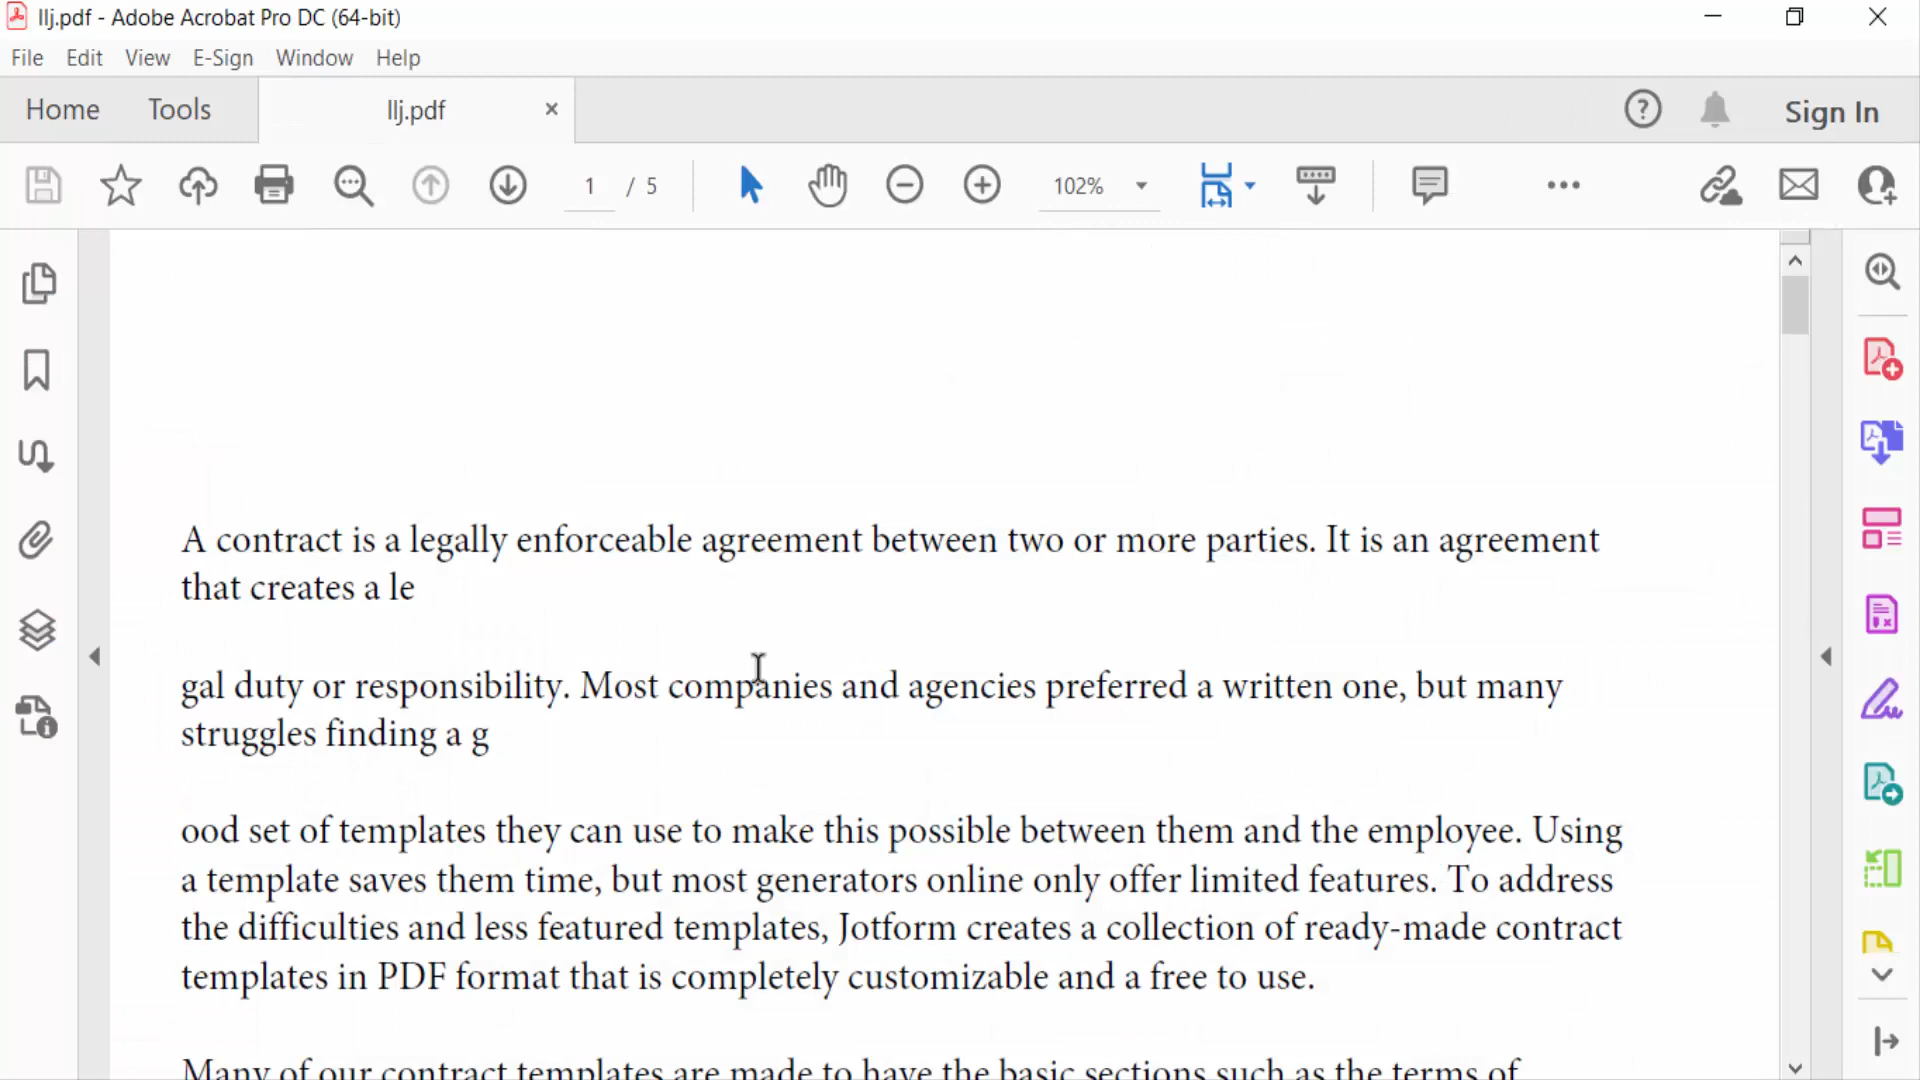 llj.pdf - Adobe Acrobat Pro DC (64-bit)
File Edit View E-Sign Window Help
Home Tools llj.pdf × Sign In
1 / 5 102%
A contract is a legally enforceable agreement between two or more parties. It is an agreement
that creates a le
gal duty or responsibility. Most companies and agencies preferred a written one, but many
struggles finding a g
ood set of templates they can use to make this possible between them and the employee. Using
a template saves them time, but most generators online only offer limited features. To address
the difficulties and less featured templates, Jotform creates a collection of ready-made contract
templates in PDF format that is completely customizable and a free to use.
Many of our contract templates are made to have the basic sections such as the terms of